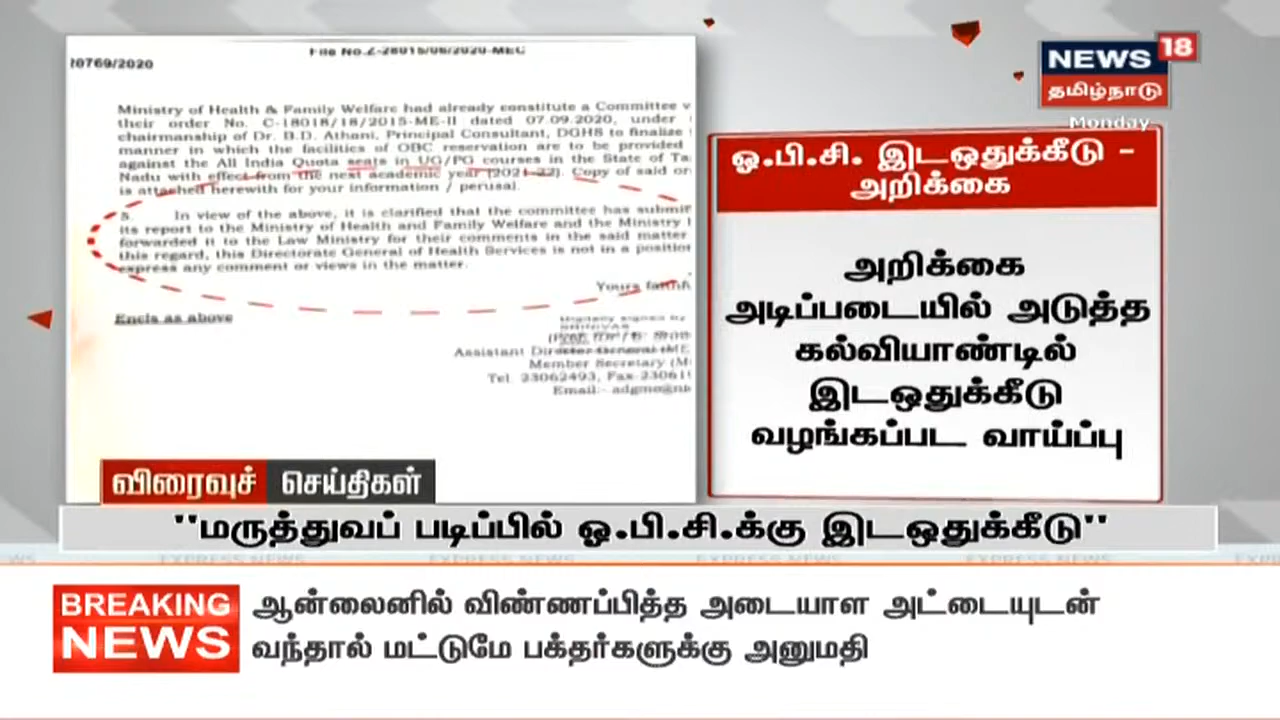 File No.Z-28015/06/2020-MEC
20769/2020
Ministry of Health & Family Welfare had already constitute a Committee
their order No. C-18018/18/2015-ME-II dated 07.09.2020, under
chairmanship of Dr. B.D. Athani, Principal Consultant, DGHS to finalize
manner in which the facilities of OBC reservation are to be provided
against the All India Quota seats in UG/PG courses in the State of Ta
Nadu with effect from the next academic year (2021-22). Copy of said or
is attached herewith for your information / perusal.
5. In view of the above, it is clarified that the committee has submit
its report to the Ministry of Health and Family Welfare and the Ministry
forwarded it to the Law Ministry for their comments in the said matter
this regard, this Directorate General of Health Services is not in a position
express any comment or views in the matter.
Yours faithf
Encls as above
Assistant Director General (ME
Member Secretary (M
Tel. 23062493, Fax-230619
Email:- adgme@n
NEWS 18
தமிழ்நாடு
Monday
ஓ.பி.சி. இடஒதுக்கீடு -
அறிக்கை
அறிக்கை
அடிப்படையில் அடுத்த
கல்வியாண்டில்
இடஒதுக்கீடு
வழங்கப்பட வாய்ப்பு
விரைவுச் செய்திகள்
"மருத்துவப் படிப்பில் ஓ.பி.சி.க்கு இடஒதுக்கீடு"
EXPRESS NEWS
BREAKING
NEWS
ஆன்லைனில் விண்ணப்பித்த அடையாள அட்டையுடன்
வந்தால் மட்டுமே பக்தர்களுக்கு அனுமதி